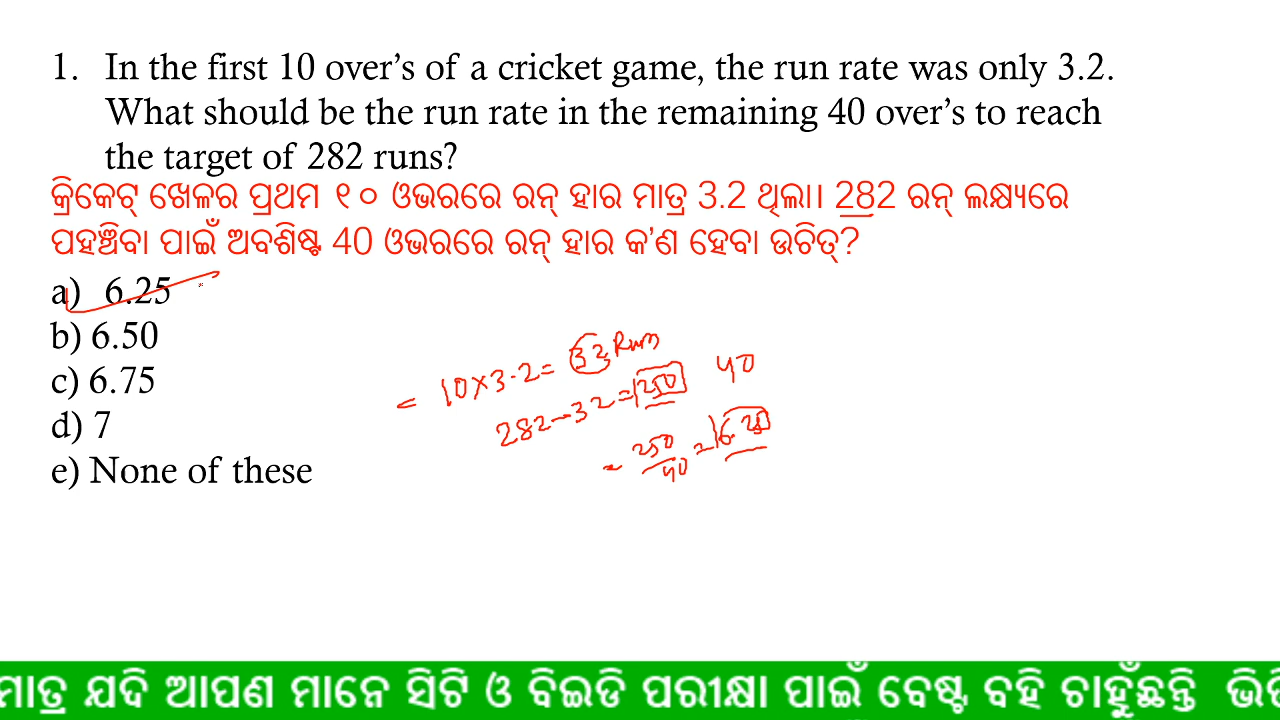 1. In the first 10 over’s of a cricket game, the run rate was only 3.2.
What should be the run rate in the remaining 40 over’s to reach
the target of 282 runs?
କ୍ରିକେଟ୍ ଖେଳର ପ୍ରଥମ ୧୦ ଓଭରରେ ରନ୍ ହାର ମାତ୍ର 3.2 ଥିଲା। 282 ରନ୍ ଲକ୍ଷ୍ୟରେ
ପହଞ୍ଚିବା ପାଇଁ ଅବଶିଷ୍ଟ 40 ଓଭରରେ ରନ୍ ହାର କ’ଣ ହେବା ଉଚିତ୍?
a) 6.25
b) 6.50
c) 6.75
d) 7
e) None of these
= 10×3.2= 32 Run
282-32=250 40
= 250/40 =
ମାତ୍ର ଯଦି ଆପଣ ମାନେ ସିଟି ଓ ବିଇଡି ପରୀକ୍ଷା ପାଇଁ ବେଷ୍ଟ ବହି ଚାହୁଁଛନ୍ତି